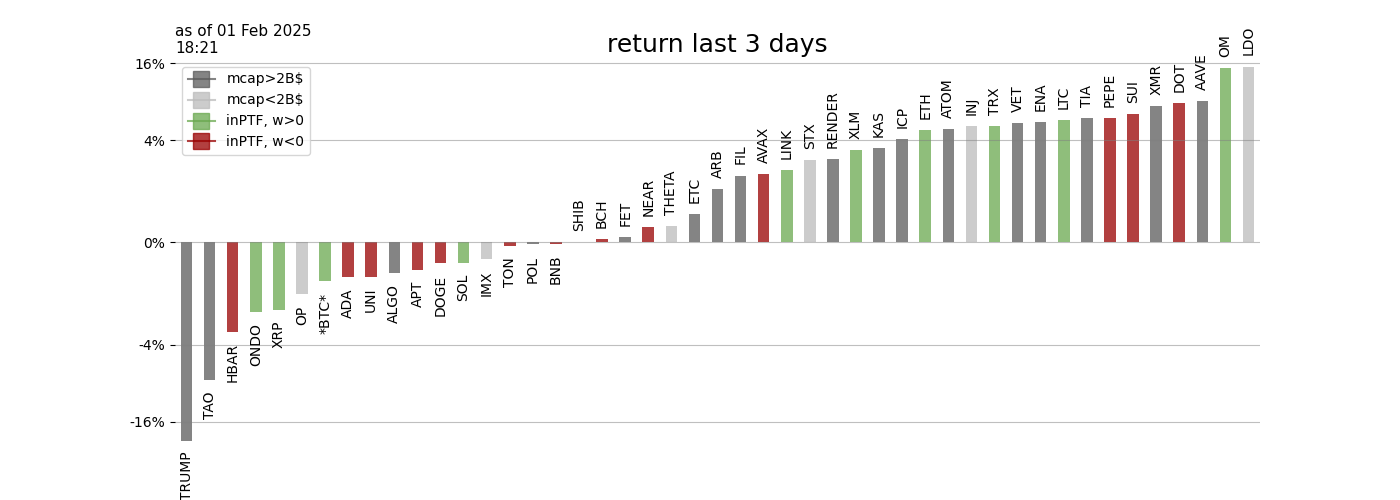 as of 01 Feb 2025
18:21
return last 3 days
16%
4%
0%
-4%
-16%
mcap>2B$
mcap<2B$
inPTF, w>0
inPTF, w<0
TRUMP
TAO
HBAR
ONDO
XRP
OP
*BTC*
ADA
UNI
ALGO
APT
DOGE
SOL
IMX
TON
POL
BNB
SHIB
BCH
FET
NEAR
THETA
ETC
ARB
FIL
AVAX
LINK
STX
RENDER
XLM
KAS
ICP
ETH
ATOM
INJ
TRX
VET
ENA
LTC
TIA
PEPE
SUI
XMR
DOT
AAVE
OM
LDO